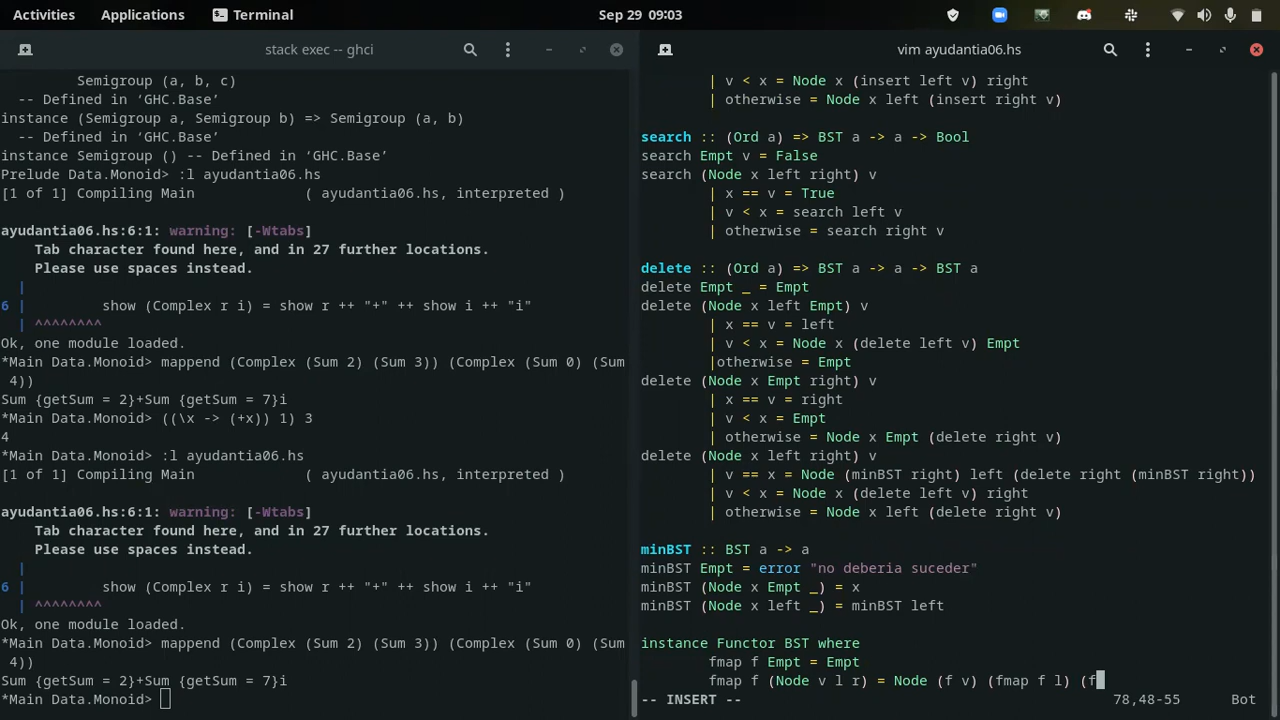 Activities Applications Terminal Sep 29 09:03
stack exec -- ghci
Semigroup (a, b, c)
-- Defined in ‘GHC.Base’
instance (Semigroup a, Semigroup b) => Semigroup (a, b)
-- Defined in ‘GHC.Base’
instance Semigroup () -- Defined in ‘GHC.Base’
Prelude Data.Monoid> :l ayudantia06.hs
[1 of 1] Compiling Main             ( ayudantia06.hs, interpreted )
ayudantia06.hs:6:1: warning: [-Wtabs]
Tab character found here, and in 27 further locations.
Please use spaces instead.
|
6 |         show (Complex r i) = show r ++ "+" ++ show i ++ "i"
| ^^^^^^^^
Ok, one module loaded.
*Main Data.Monoid> mappend (Complex (Sum 2) (Sum 3)) (Complex (Sum 0) (Sum
4))
Sum {getSum = 2}+Sum {getSum = 7}i
*Main Data.Monoid> ((\x -> (+x)) 1) 3
4
*Main Data.Monoid> :l ayudantia06.hs
[1 of 1] Compiling Main             ( ayudantia06.hs, interpreted )
ayudantia06.hs:6:1: warning: [-Wtabs]
Tab character found here, and in 27 further locations.
Please use spaces instead.
|
6 |         show (Complex r i) = show r ++ "+" ++ show i ++ "i"
| ^^^^^^^^
Ok, one module loaded.
*Main Data.Monoid> mappend (Complex (Sum 2) (Sum 3)) (Complex (Sum 0) (Sum
4))
Sum {getSum = 2}+Sum {getSum = 7}i
*Main Data.Monoid>
vim ayudantia06.hs
| v < x = Node x (insert left v) right
| otherwise = Node x left (insert right v)
search :: (Ord a) => BST a -> a -> Bool
search Empt v = False
search (Node x left right) v
| x == v = True
| v < x = search left v
| otherwise = search right v
delete :: (Ord a) => BST a -> a -> BST a
delete Empt _ = Empt
delete (Node x left Empt) v
| x == v = left
| v < x = Node x (delete left v) Empt
|otherwise = Empt
delete (Node x Empt right) v
| x == v = right
| v < x = Empt
| otherwise = Node x Empt (delete right v)
delete (Node x left right) v
| v == x = Node (minBST right) left (delete right (minBST right))
| v < x = Node x (delete left v) right
| otherwise = Node x left (delete right v)
minBST :: BST a -> a
minBST Empt = error "no deberia suceder"
minBST (Node x Empt _) = x
minBST (Node x left _) = minBST left
instance Functor BST where
fmap f Empt = Empt
fmap f (Node v l r) = Node (f v) (fmap f l) (f
-- INSERT -- 78,48-55 Bot